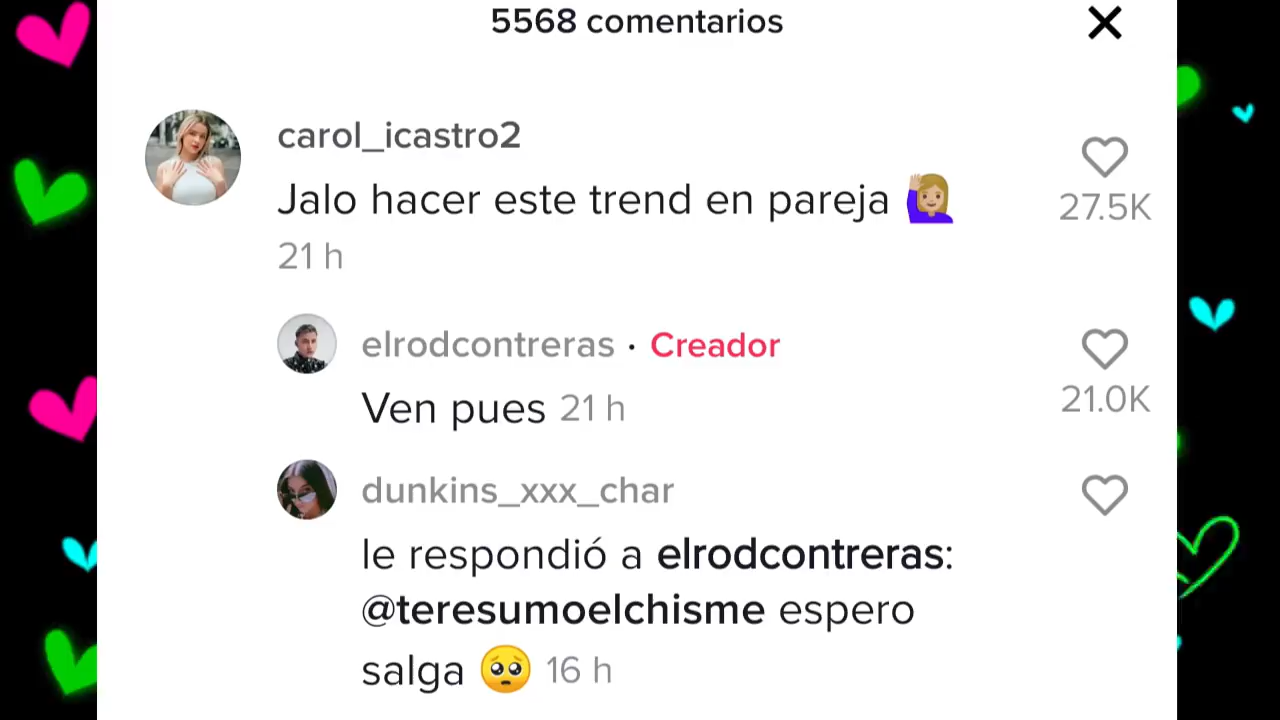 5568 comentarios
carol_icastro2
Jalo hacer este trend en pareja 🙋🏼‍♀️
27.5K
21 h
elrodcontreras · Creador
Ven pues 21 h
21.0K
dunkins_xxx_char
le respondió a elrodcontreras:
@teresumoelchisme espero
salga 🥺 16 h